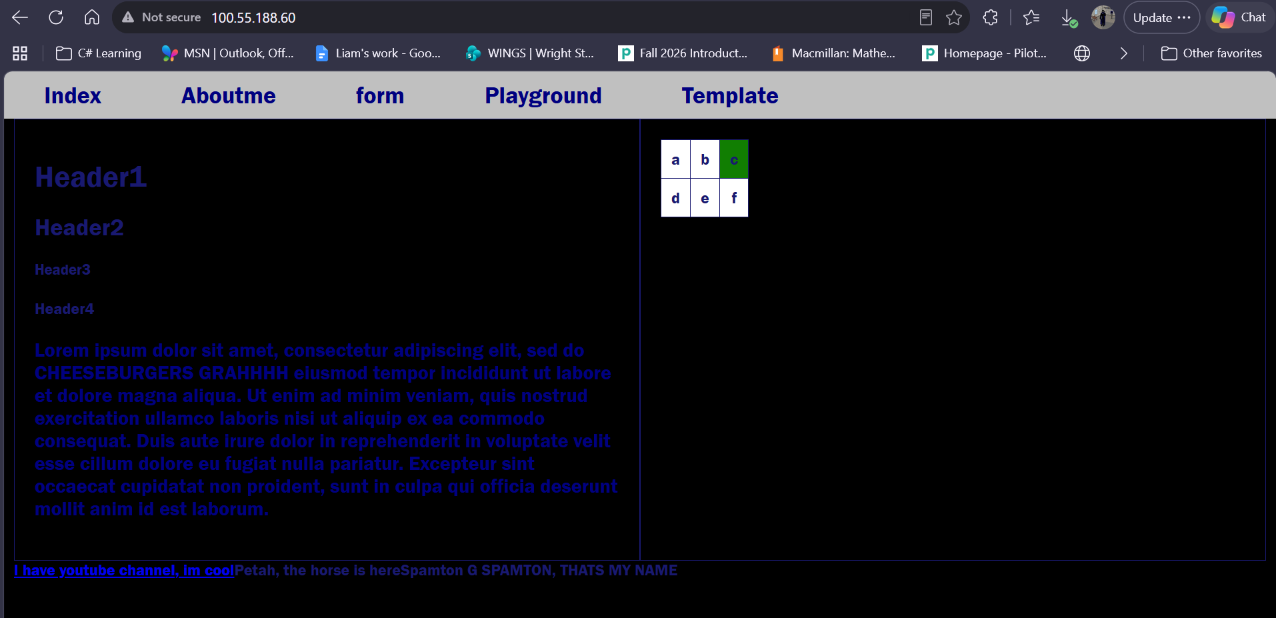 Not secure 100.55.188.60 Update Chat
C# Learning MSN | Outlook, Off... Liam's work - Goo... WINGS | Wright St... Fall 2026 Introduct... Macmillan: Mathe... Homepage - Pilot... Other favorites
Index Aboutme form Playground Template
Header1
Header2
Header3
Header4
Lorem ipsum dolor sit amet, consectetur adipiscing elit, sed do
CHEESEBURGERS GRAHHHH eiusmod tempor incididunt ut labore
et dolore magna aliqua. Ut enim ad minim veniam, quis nostrud
exercitation ullamco laboris nisi ut aliquip ex ea commodo
consequat. Duis aute irure dolor in reprehenderit in voluptate velit
esse cillum dolore eu fugiat nulla pariatur. Excepteur sint
occaecat cupidatat non proident, sunt in culpa qui officia deserunt
mollit anim id est laborum.
a b c
d e f
I have youtube channel, im coolPetah, the horse is hereSpamton G SPAMTON, THATS MY NAME